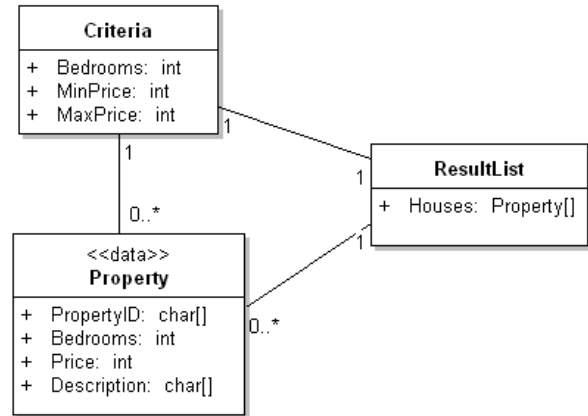 Criteria
+ Bedrooms: int
+ MinPrice: int
+ MaxPrice: int
1
1
1
ResultList
+ Houses: Property[]
1
0..*
0..*
<<data>>
Property
+ PropertyID: char[]
+ Bedrooms: int
+ Price: int
+ Description: char[]